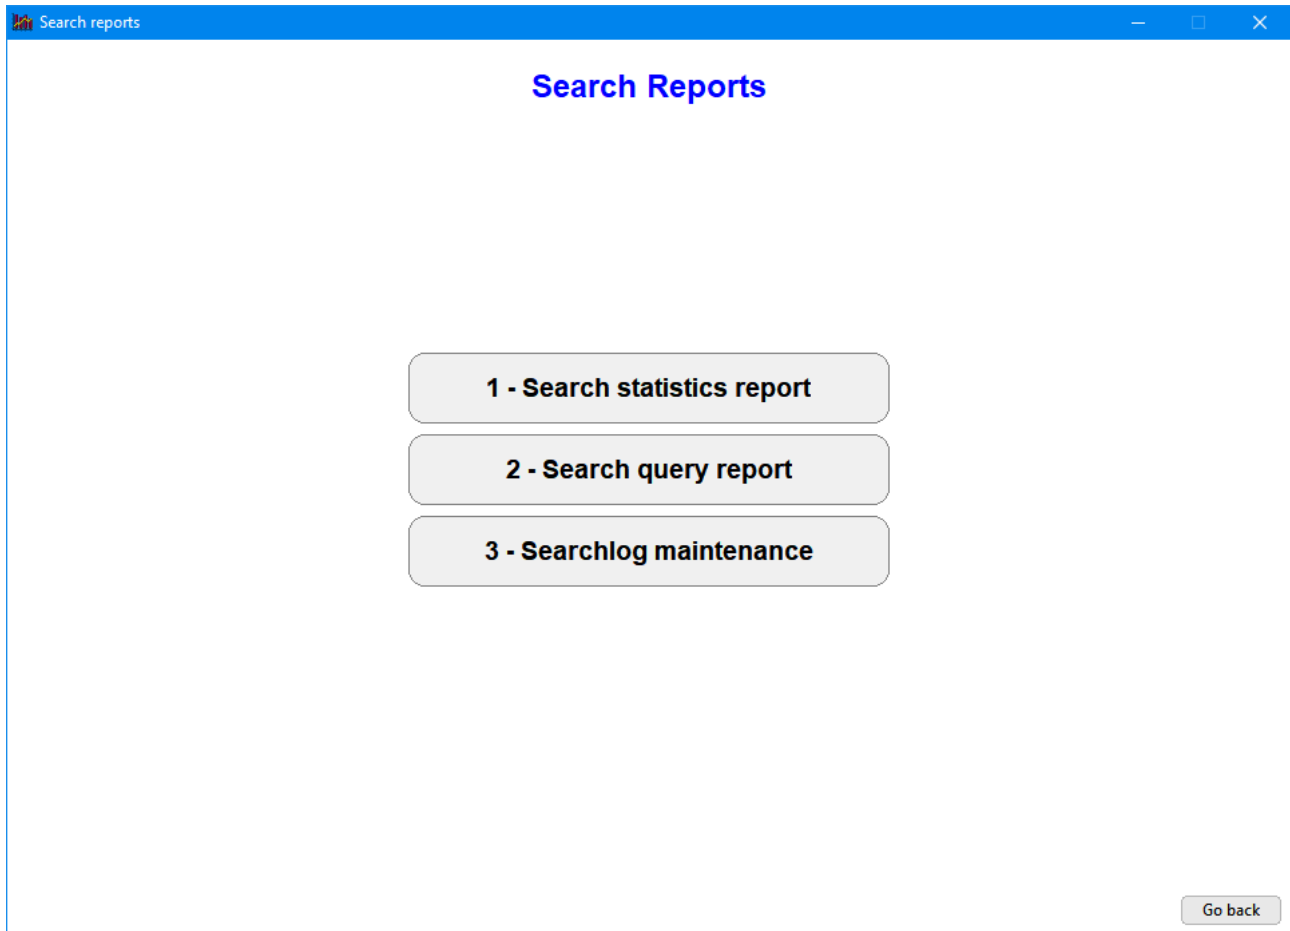 Search reports
Search Reports
1 - Search statistics report
2 - Search query report
3 - Searchlog maintenance
Go back